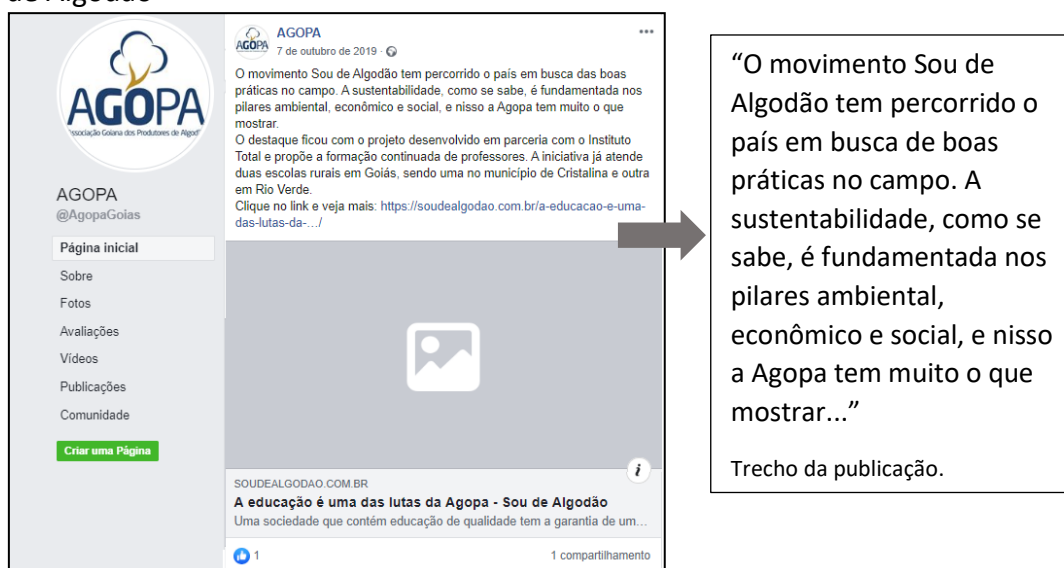 de Algodão
AGOPA
Associação Goiana dos Produtores de Algod
AGOPA
@AgopaGoias
Página inicial
Sobre
Fotos
Avaliações
Vídeos
Publicações
Comunidade
Criar uma Página
AGOPA
AGOPA
7 de outubro de 2019 ·
O movimento Sou de Algodão tem percorrido o país em busca das boas
práticas no campo. A sustentabilidade, como se sabe, é fundamentada nos
pilares ambiental, econômico e social, e nisso a Agopa tem muito o que
mostrar.
O destaque ficou com o projeto desenvolvido em parceria com o Instituto
Total e propõe a formação continuada de professores. A iniciativa já atende
duas escolas rurais em Goiás, sendo uma no município de Cristalina e outra
em Rio Verde.
Clique no link e veja mais: https://soudealgodao.com.br/a-educacao-e-uma-
das-lutas-da-.../
i
SOUDEALGODAO.COM.BR
A educação é uma das lutas da Agopa - Sou de Algodão
Uma sociedade que contém educação de qualidade tem a garantia de um...
1
1 compartilhamento
“O movimento Sou de
Algodão tem percorrido o
país em busca de boas
práticas no campo. A
sustentabilidade, como se
sabe, é fundamentada nos
pilares ambiental,
econômico e social, e nisso
a Agopa tem muito o que
mostrar...”
Trecho da publicação.